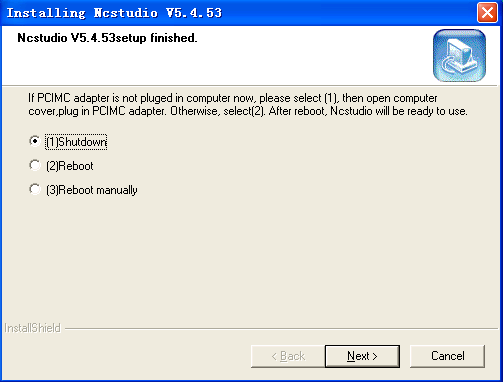 Installing Ncstudio V5.4.53
Ncstudio V5.4.53setup finished.
If PCIMC adapter is not pluged in computer now, please select (1), then open computer
cover,plug in PCIMC adapter. Otherwise, select(2). After reboot, Ncstudio will be ready to use.
(1)Shutdown
(2)Reboot
(3)Reboot manually
InstallShield
< Back
Next >
Cancel